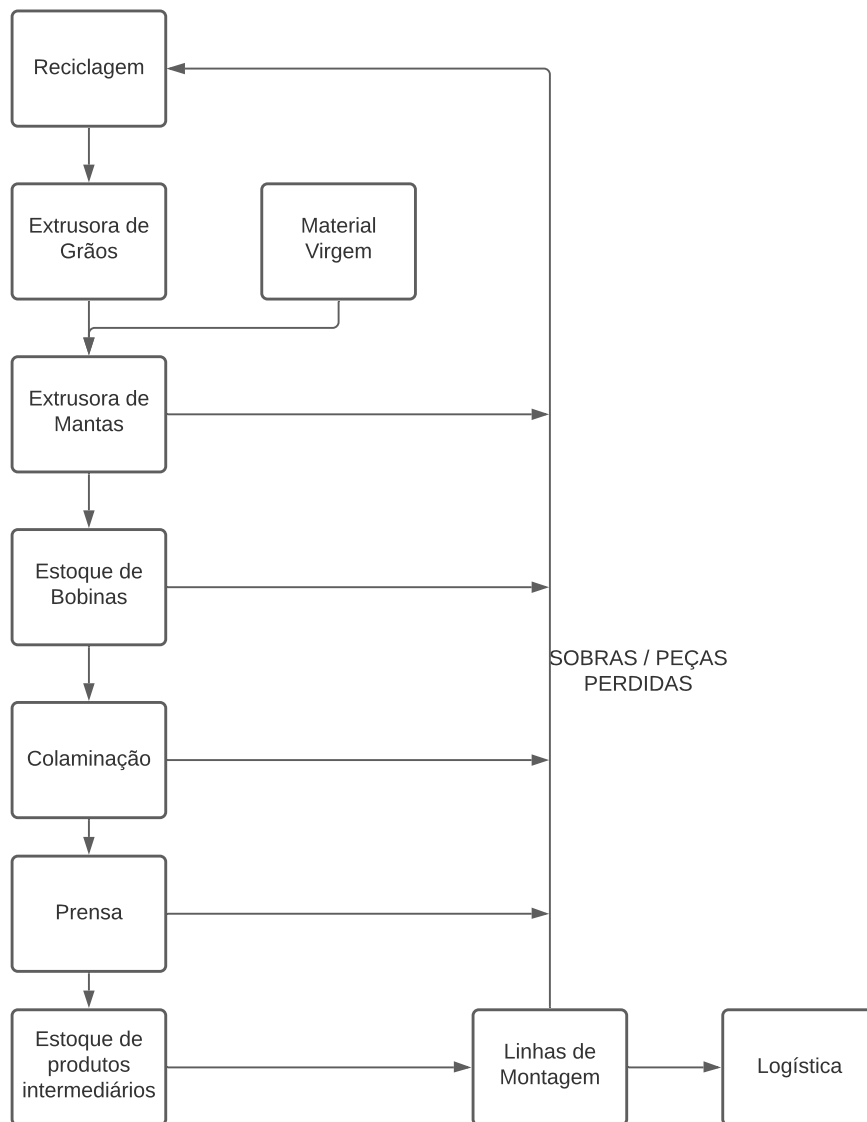 Reciclagem
Extrusora de
Grãos
Material
Virgem
Extrusora de
Mantas
Estoque de
Bobinas
SOBRAS / PEÇAS
PERDIDAS
Colaminação
Prensa
Estoque de
produtos
intermediários
Linhas de
Montagem
Logística